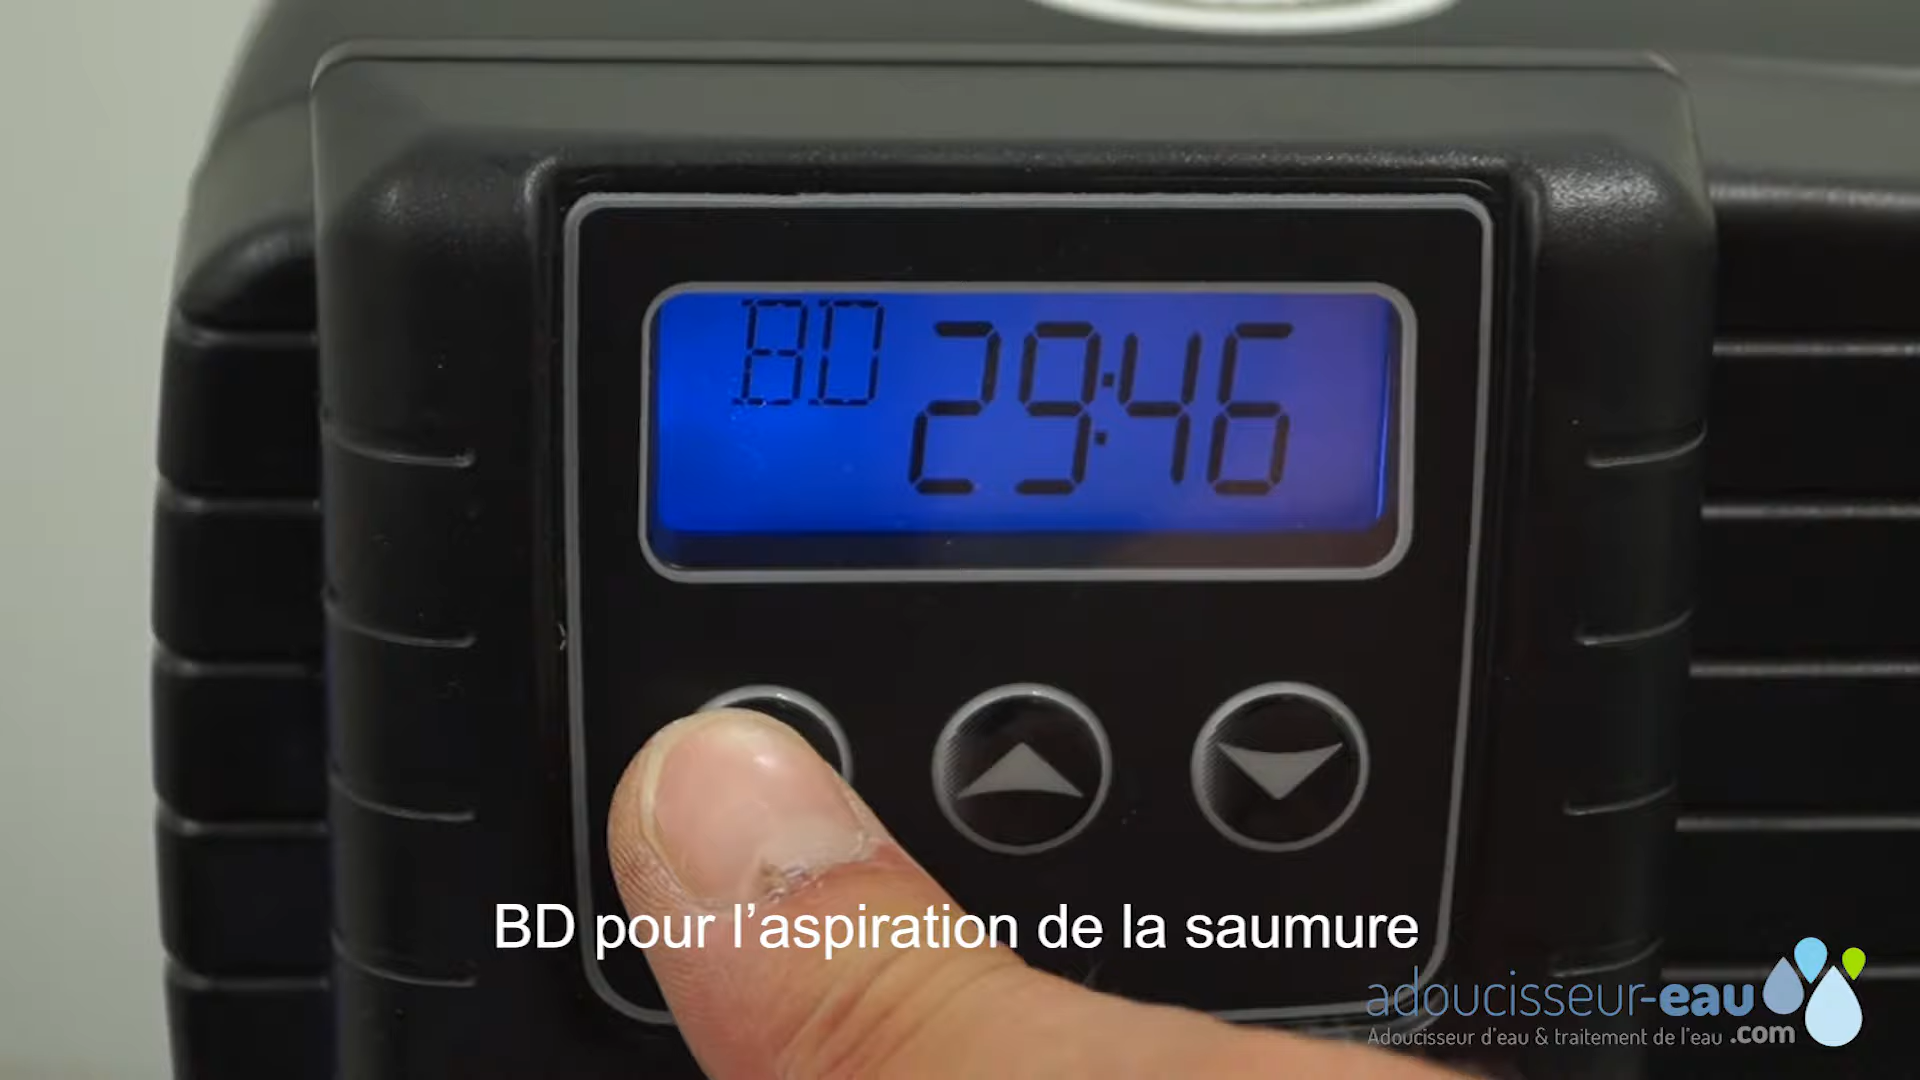 BD 29:46
BD pour l’aspiration de la saumure
adoucisseur-eau
Adoucisseur d'eau & traitement de l'eau .com